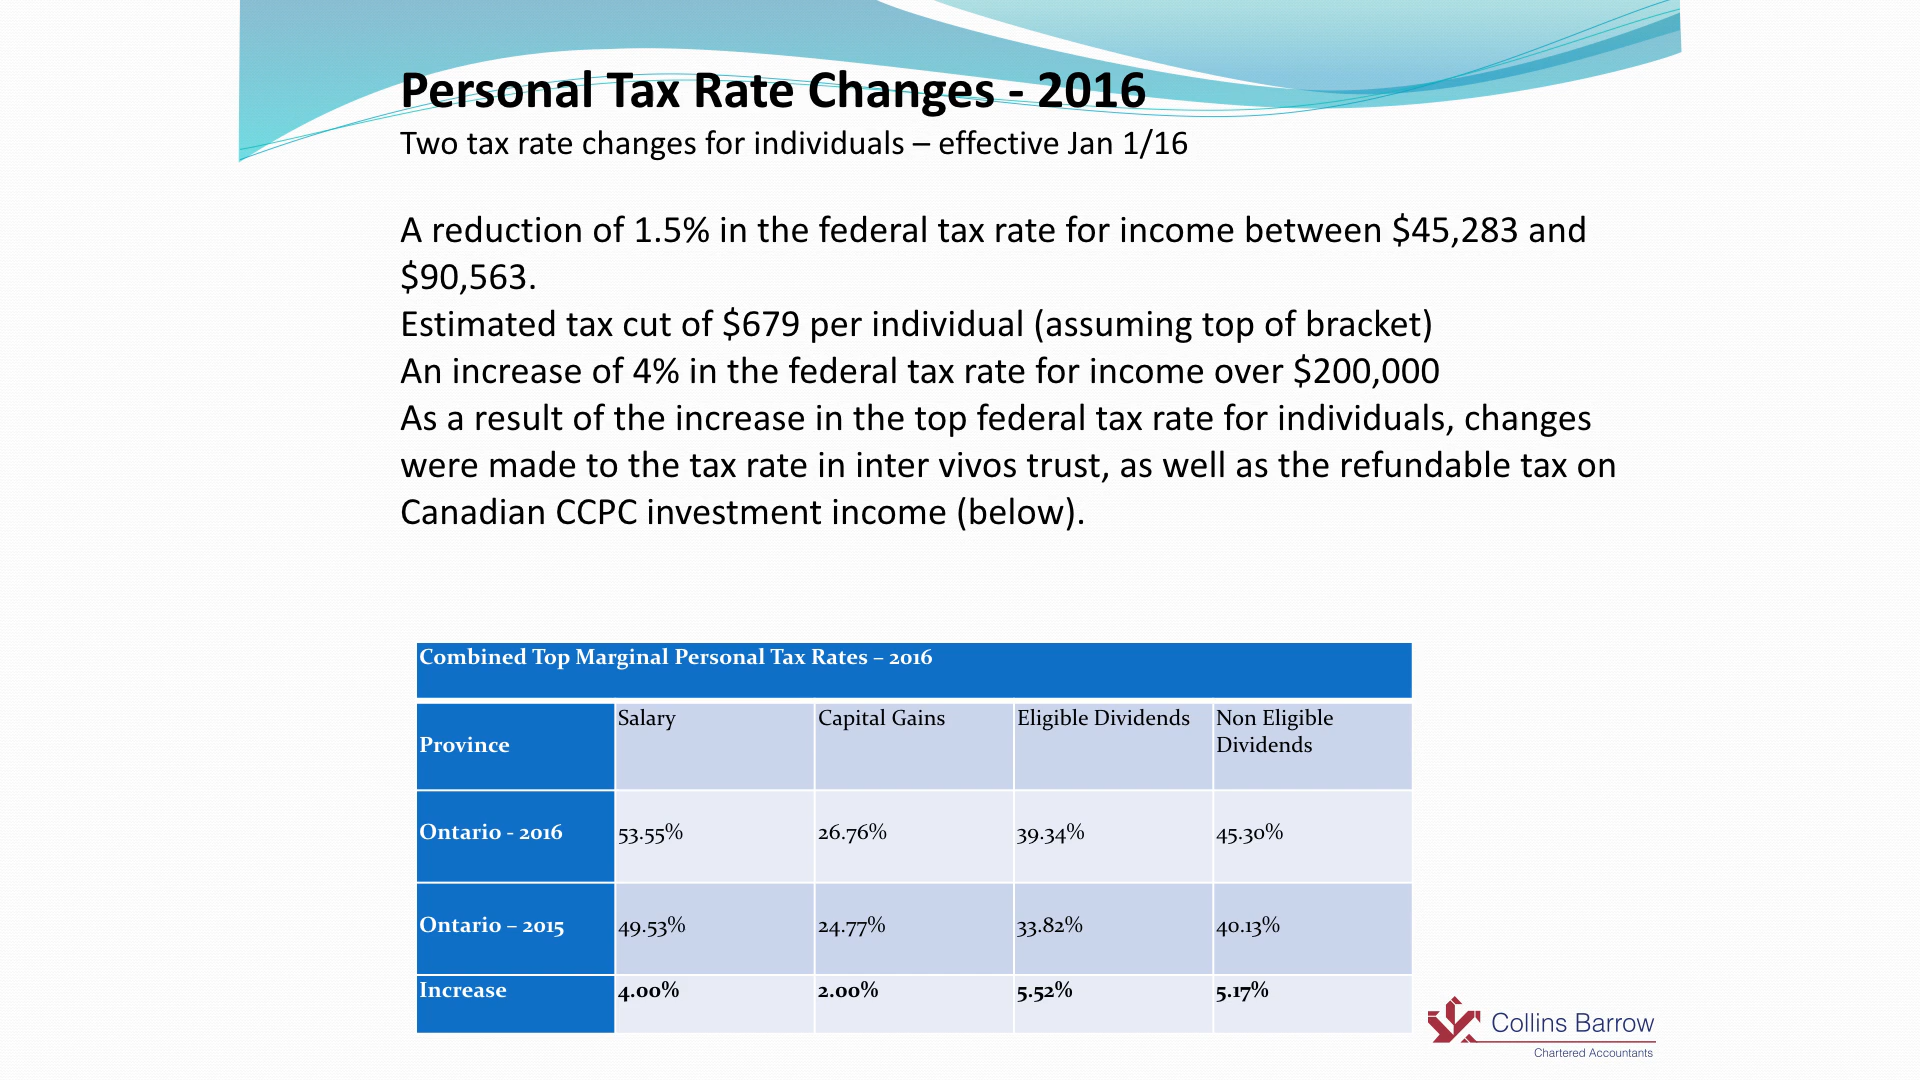 Personal Tax Rate Changes - 2016
Two tax rate changes for individuals – effective Jan 1/16
A reduction of 1.5% in the federal tax rate for income between $45,283 and
$90,563.
Estimated tax cut of $679 per individual (assuming top of bracket)
An increase of 4% in the federal tax rate for income over $200,000
As a result of the increase in the top federal tax rate for individuals, changes
were made to the tax rate in inter vivos trust, as well as the refundable tax on
Canadian CCPC investment income (below).
Combined Top Marginal Personal Tax Rates – 2016
Province Salary Capital Gains Eligible Dividends Non Eligible
Dividends
Ontario - 2016 53.55% 26.76% 39.34% 45.30%
Ontario – 2015 49.53% 24.77% 33.82% 40.13%
Increase 4.00% 2.00% 5.52% 5.17%
Collins Barrow
Chartered Accountants